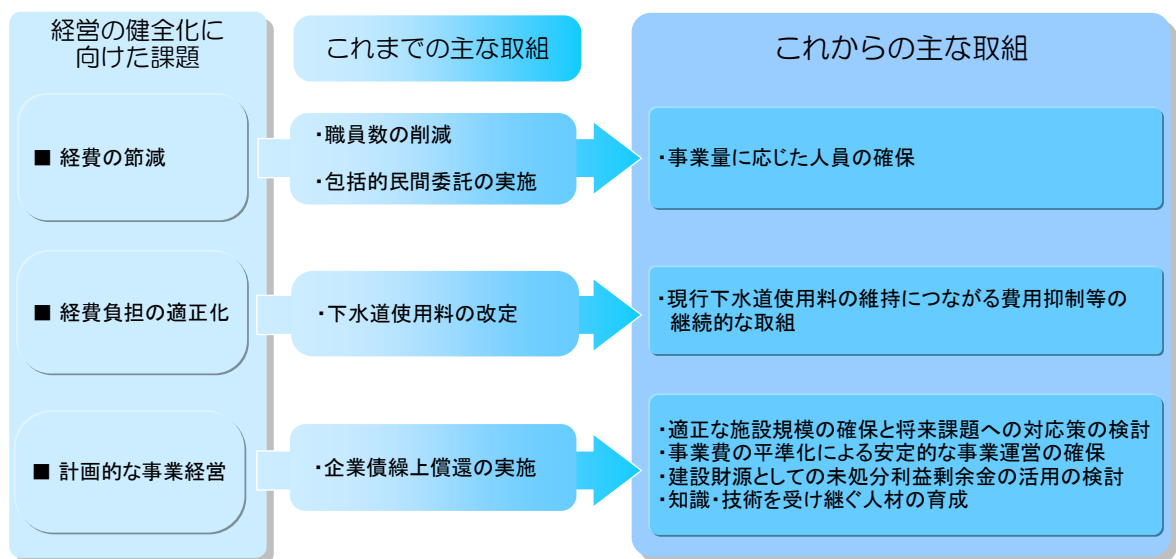 経営の健全化に
向けた課題
これまでの主な取組
これからの主な取組
■ 経費の節減
・職員数の削減
・包括的民間委託の実施
・事業量に応じた人員の確保
■ 経費負担の適正化
・下水道使用料の改定
・現行下水道使用料の維持につながる費用抑制等の
継続的な取組
■ 計画的な事業経営
・企業債繰上償還の実施
・適正な施設規模の確保と将来課題への対応策の検討
・事業費の平準化による安定的な事業運営の確保
・建設財源としての未処分利益剰余金の活用の検討
・知識・技術を受け継ぐ人材の育成